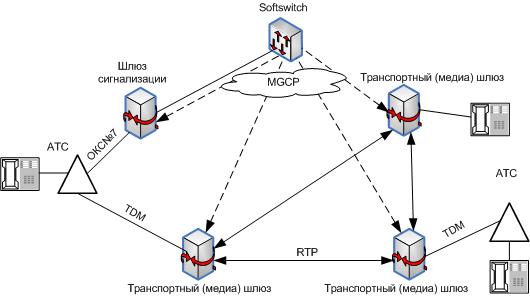 Softswitch
Шлюз
сигнализации
MGCP
Транспортный (медиа) шлюз
АТС
ОКС№7
АТС
TDM
TDM
RTP
Транспортный (медиа) шлюз
Транспортный (медиа) шлюз